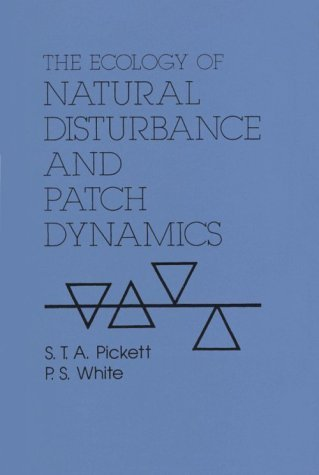 THE ECOLOGY OF
NATURAL
DISTURBANCE
AND
PATCH
DYNAMICS
S. T. A. Pickett
P. S. White